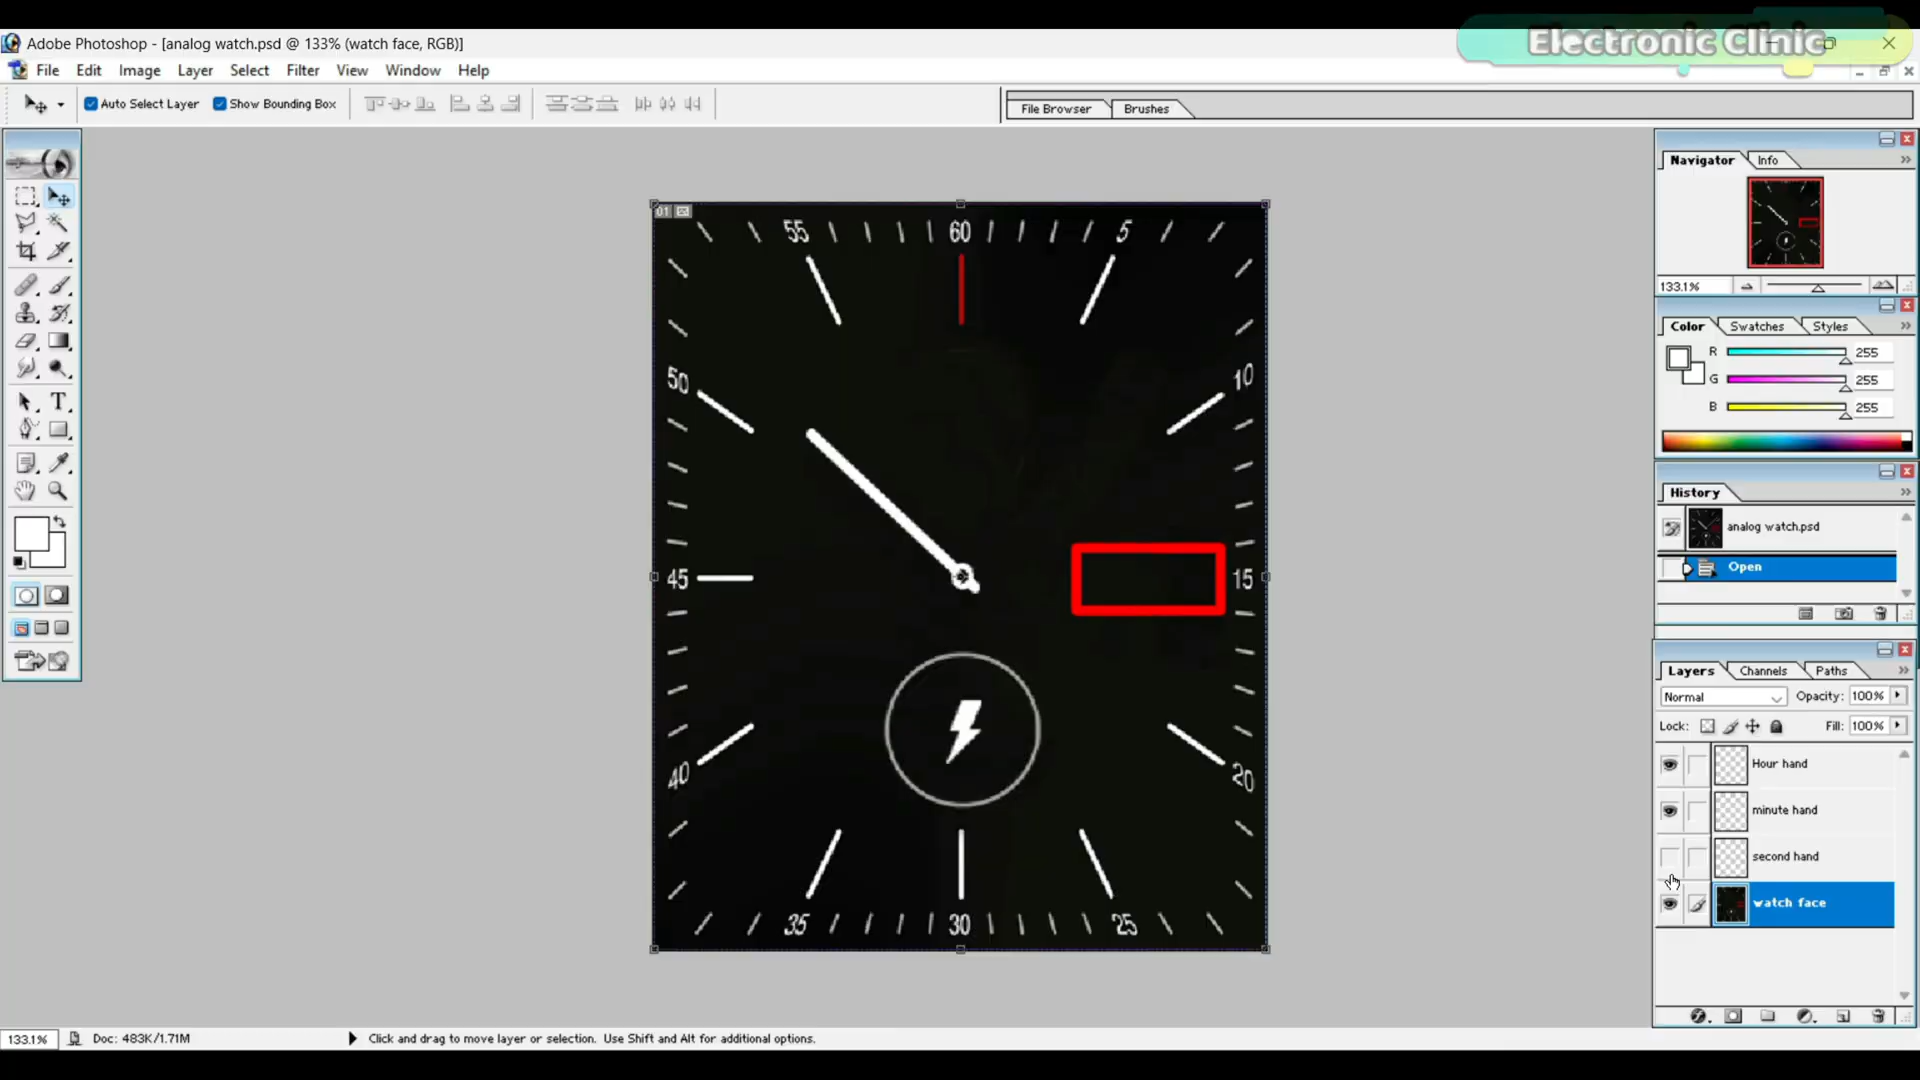 Electronic Clinic
Adobe Photoshop - [analog watch.psd @ 133% (watch face, RGB)]
File Edit Image Layer Select Filter View Window Help
Auto Select Layer Show Bounding Box
File Browser Brushes
Navigator Info
133.1%
Color Swatches Styles
R 255
G 255
B 255
History
analog watch.psd
Open
Layers Channels Paths
Normal Opacity: 100%
Lock: Fill: 100%
Hour hand
minute hand
second hand
watch face
01
55 60 5
50 10
45 15
40 20
35 30 25
T
133.1% Doc: 483K/1.71M Click and drag to move layer or selection. Use Shift and Alt for additional options.